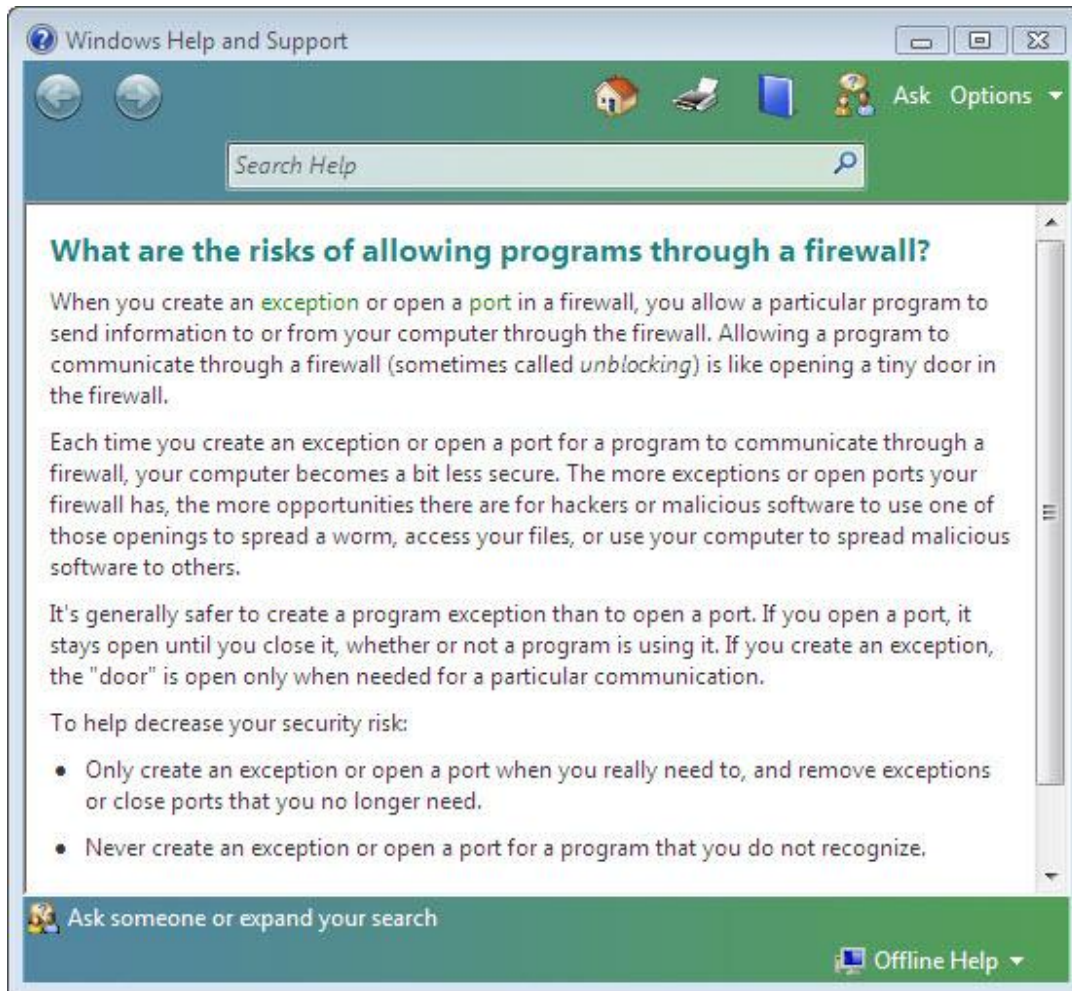 Windows Help and Support
Ask Options
Search Help
What are the risks of allowing programs through a firewall?
When you create an exception or open a port in a firewall, you allow a particular program to
send information to or from your computer through the firewall. Allowing a program to
communicate through a firewall (sometimes called unblocking) is like opening a tiny door in
the firewall.
Each time you create an exception or open a port for a program to communicate through a
firewall, your computer becomes a bit less secure. The more exceptions or open ports your
firewall has, the more opportunities there are for hackers or malicious software to use one of
those openings to spread a worm, access your files, or use your computer to spread malicious
software to others.
It's generally safer to create a program exception than to open a port. If you open a port, it
stays open until you close it, whether or not a program is using it. If you create an exception,
the "door" is open only when needed for a particular communication.
To help decrease your security risk:
• Only create an exception or open a port when you really need to, and remove exceptions
or close ports that you no longer need.
• Never create an exception or open a port for a program that you do not recognize.
Ask someone or expand your search
Offline Help